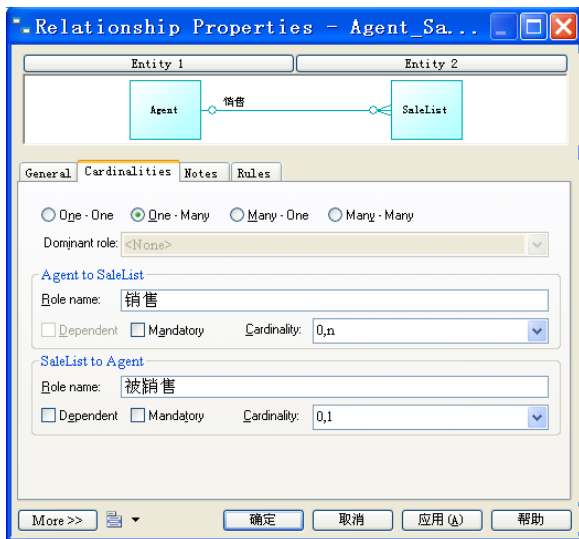 Relationship Properties - Agent_Sa...
Entity 1 Entity 2
Agent 销售 SaleList
General Cardinalities Notes Rules
One - One One - Many Many - One Many - Many
Dominant role: <None>
Agent to SaleList
Role name: 销售
Dependent Mandatory Cardinality: 0,n
SaleList to Agent
Role name: 被销售
Dependent Mandatory Cardinality: 0,1
More >> 确定 取消 应用(A) 帮助